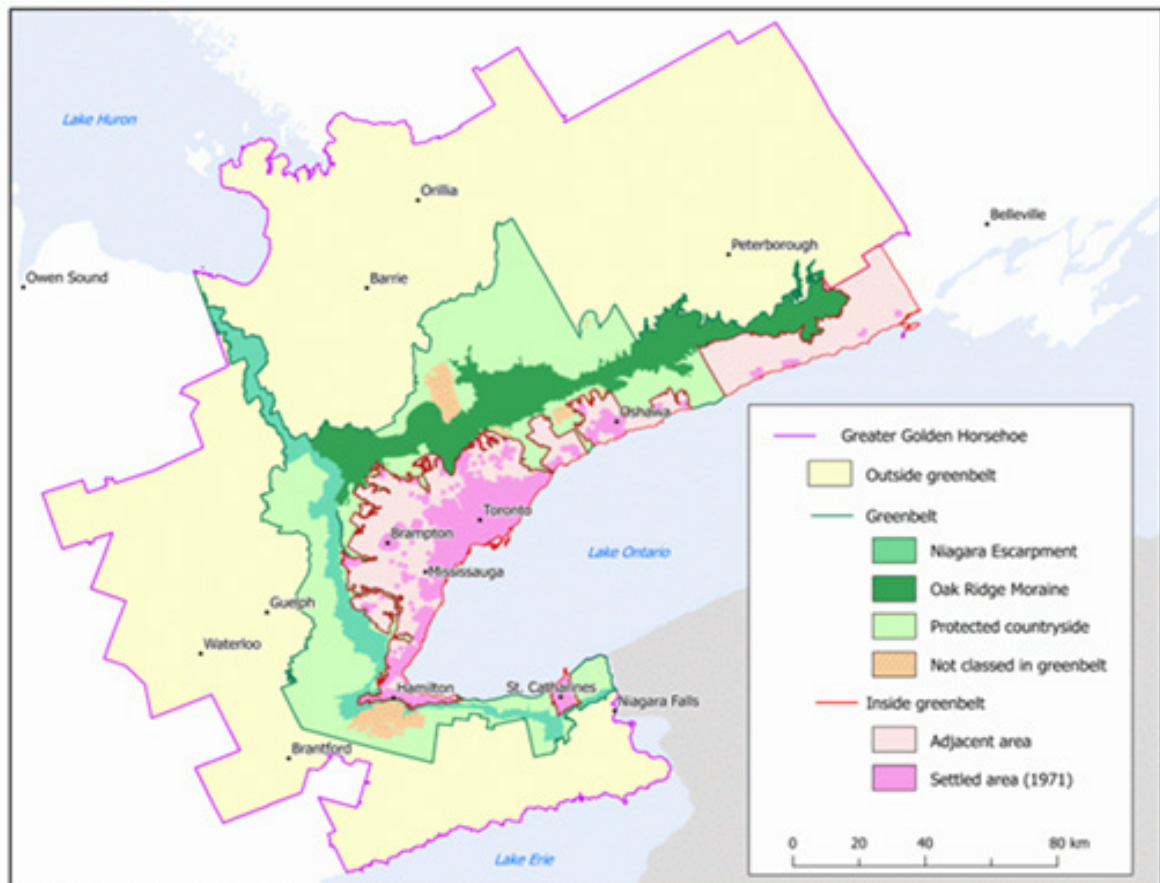 Lake Huron
Orillia
Belleville
Peterborough
Owen Sound
Barrie
Oshawa
Toronto
Brampton
Lake Ontario
Mississauga
Guelph
Waterloo
Hamilton
St. Catharines
Niagara Falls
Brantford
Lake Erie
Greater Golden Horsehoe
Outside greenbelt
Greenbelt
Niagara Escarpment
Oak Ridge Moraine
Protected countryside
Not classed in greenbelt
Inside greenbelt
Adjacent area
Settled area (1971)
0 20 40 80 km